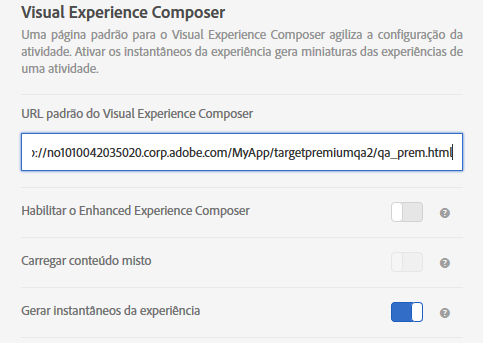 Visual Experience Composer
Uma página padrão para o Visual Experience Composer agiliza a configuração da
atividade. Ativar os instantâneos da experiência gera miniaturas das experiências de
uma atividade.
URL padrão do Visual Experience Composer
://no1010042035020.corp.adobe.com/MyApp/targetpremiumqa2/qa_prem.html
Habilitar o Enhanced Experience Composer
Carregar conteúdo misto
Gerar instantâneos da experiência